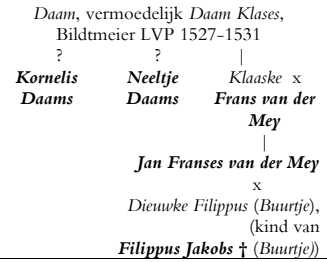 Daam, vermoedelijk Daam Klases,
Bildtmeier LVP 1527-1531
? ? |
Kornelis Neeltje Klaaske x
Daams Daams Frans van der
Mey
|
Jan Franses van der Mey
x
Dieuwke Filippus (Buurtje),
(kind van
Filippus Jakobs † (Buurtje))